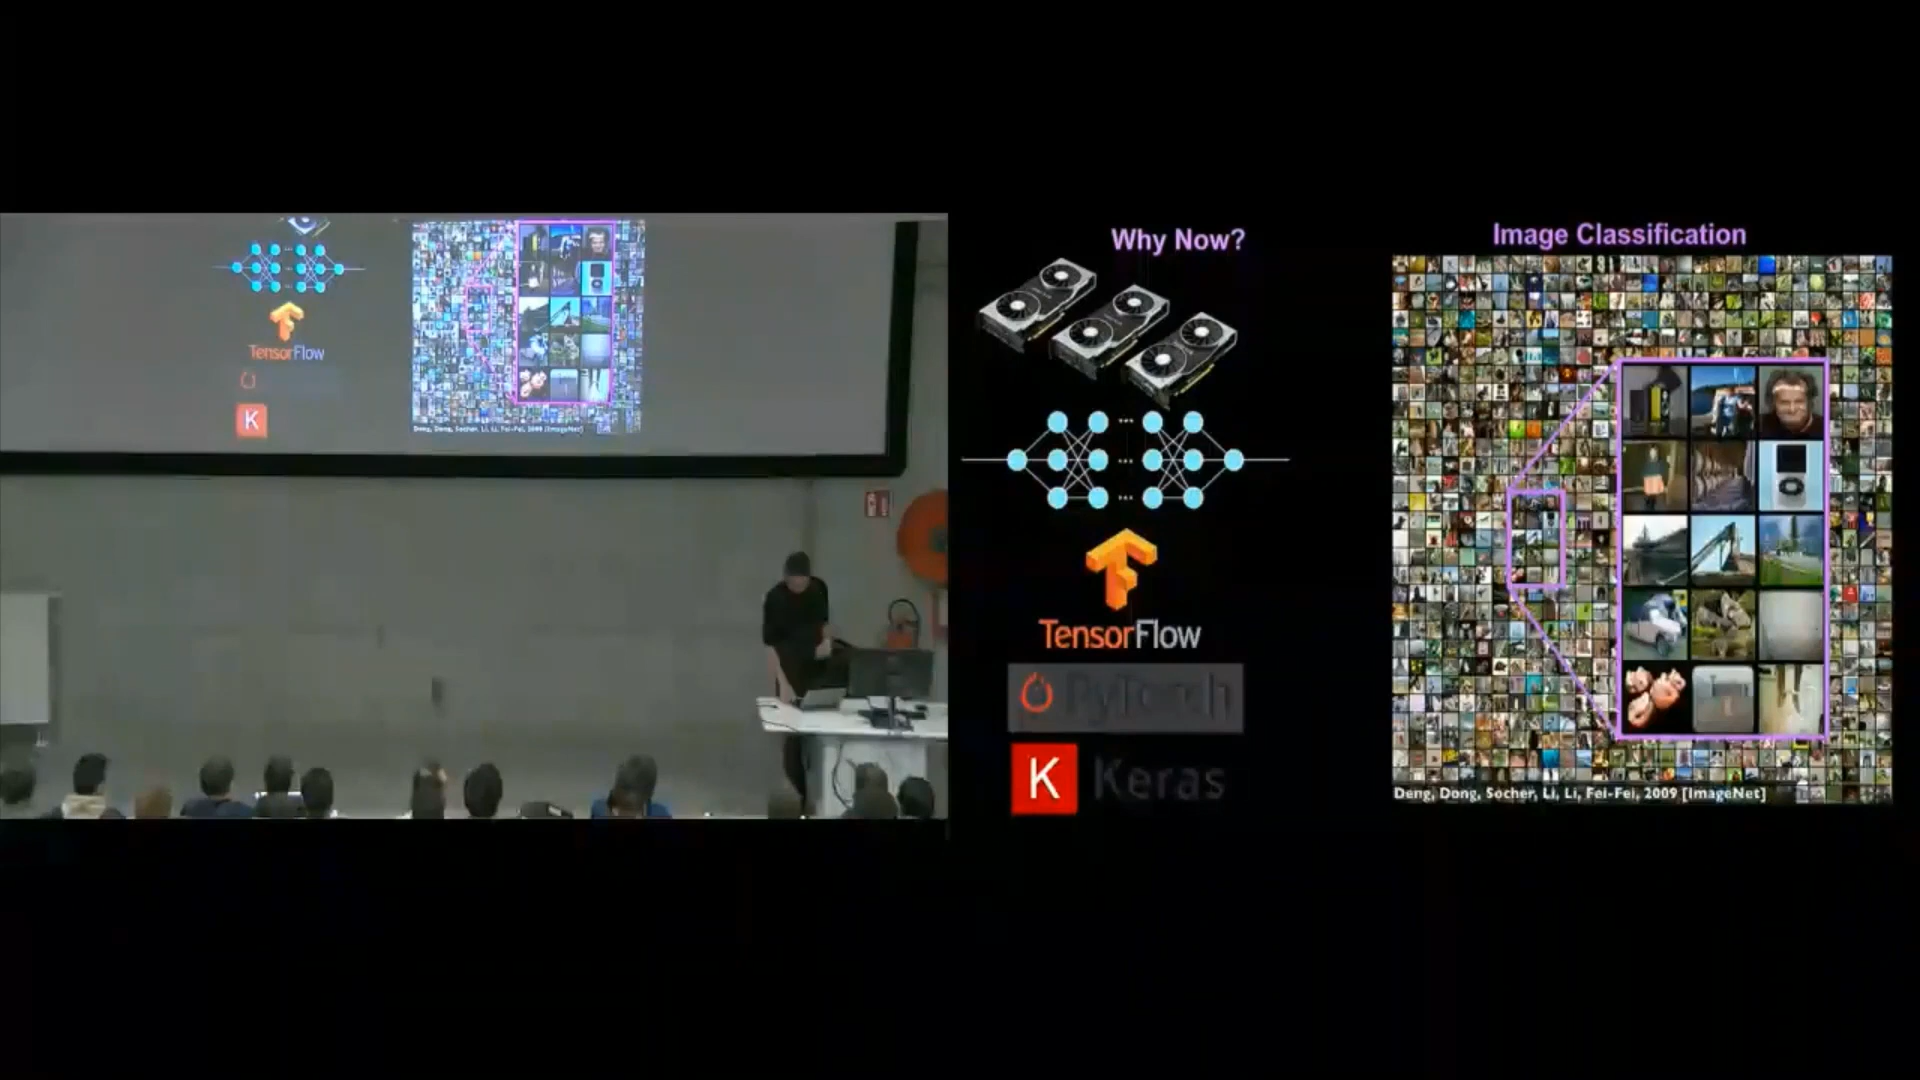 TensorFlow
K
Deng, Dong, Socher, Li, Li, Fei-Fei, 2009 [ImageNet]
Why Now?
TensorFlow
PyTorch
K Keras
Image Classification
Deng, Dong, Socher, Li, Li, Fei-Fei, 2009 [ImageNet]